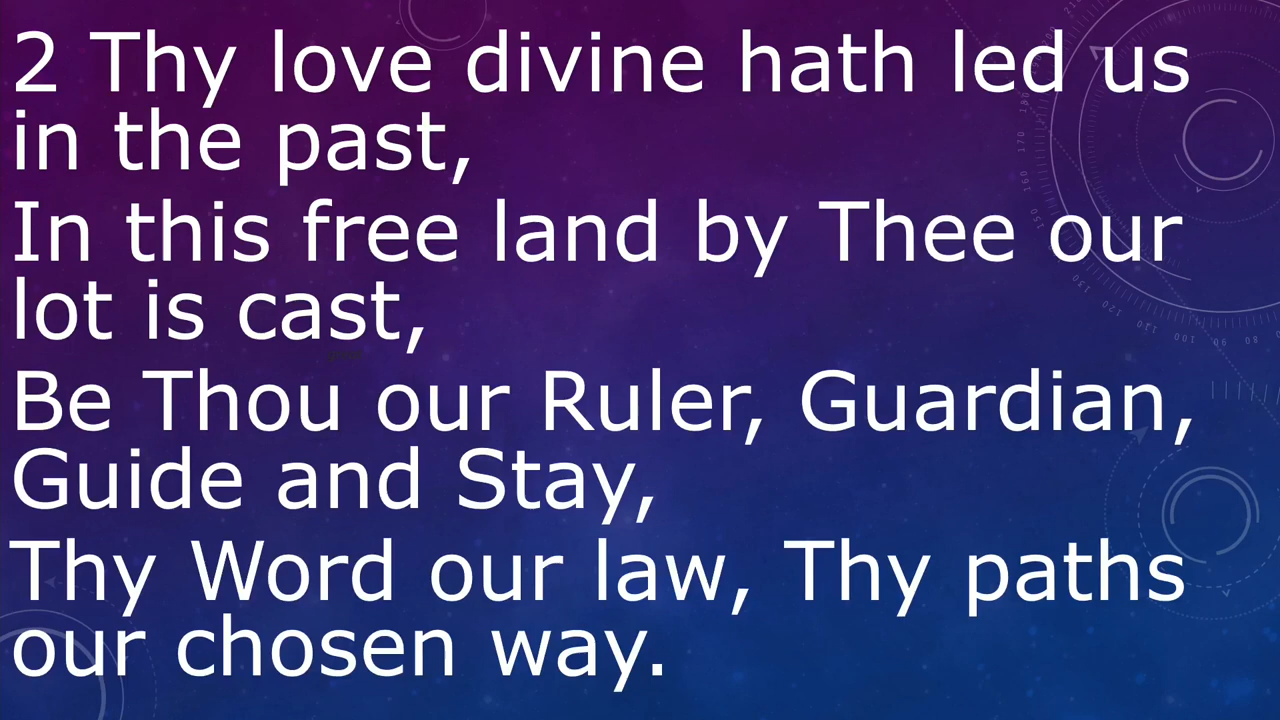 2 Thy love divine hath led us
in the past,
In this free land by Thee our
lot is cast,
Be Thou our Ruler, Guardian,
Guide and Stay,
Thy Word our law, Thy paths
our chosen way.